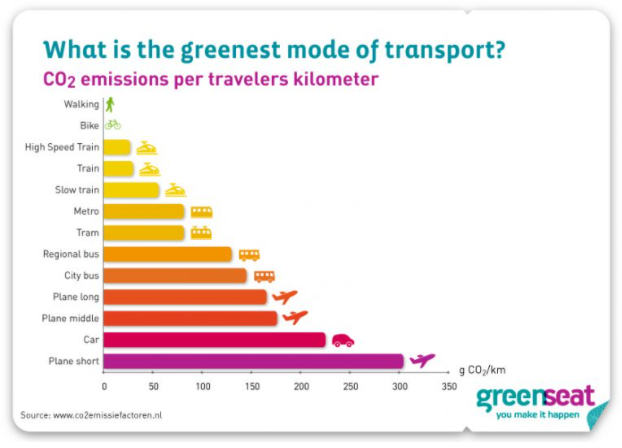 What is the greenest mode of transport?
CO2 emissions per travelers kilometer
Walking
Bike
High Speed Train
Train
Slow train
Metro
Tram
Regional bus
City bus
Plane long
Plane middle
Car
Plane short
g CO2/km
0 50 100 150 200 250 300 350
greenseat
you make it happen
Source: www.co2emissiefactoren.nl